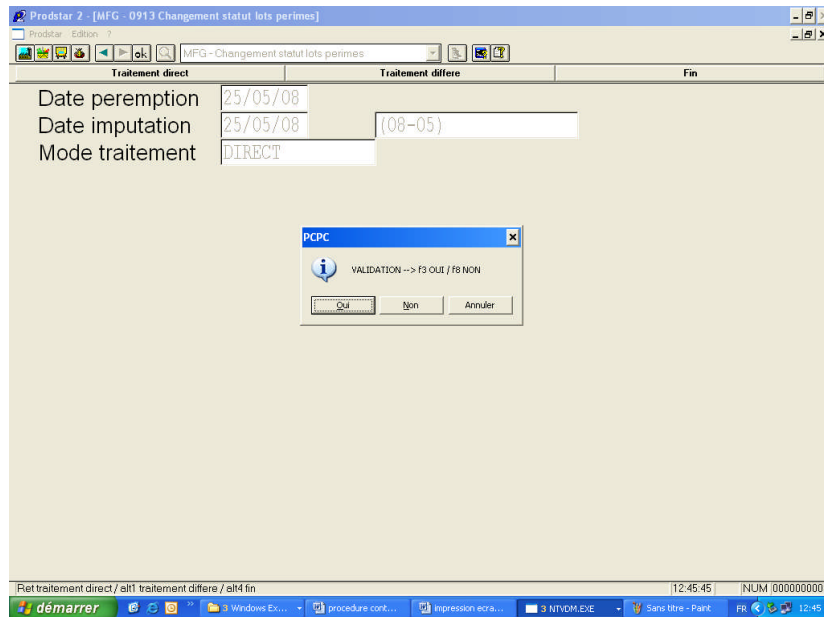 Prodstar 2 - [MFG - 0913 Changement statut lots perimes]
Prodstar Edition ?
ok MFG - Changement statut lots perimes
Traitement direct Traitement differe Fin
Date peremption 25/05/08
Date imputation 25/05/08 (08-05)
Mode traitement DIRECT
PCPC
VALIDATION --> f3 OUI / f8 NON
Oui Non Annuler
Ret traitement direct / alt1 traitement differe / alt4 fin 12:45:45 NUM 000000000
démarrer 3 Windows Ex... procedure cont... impression ecra... 3 NTVDM.EXE Sans titre - Paint FR 12:45